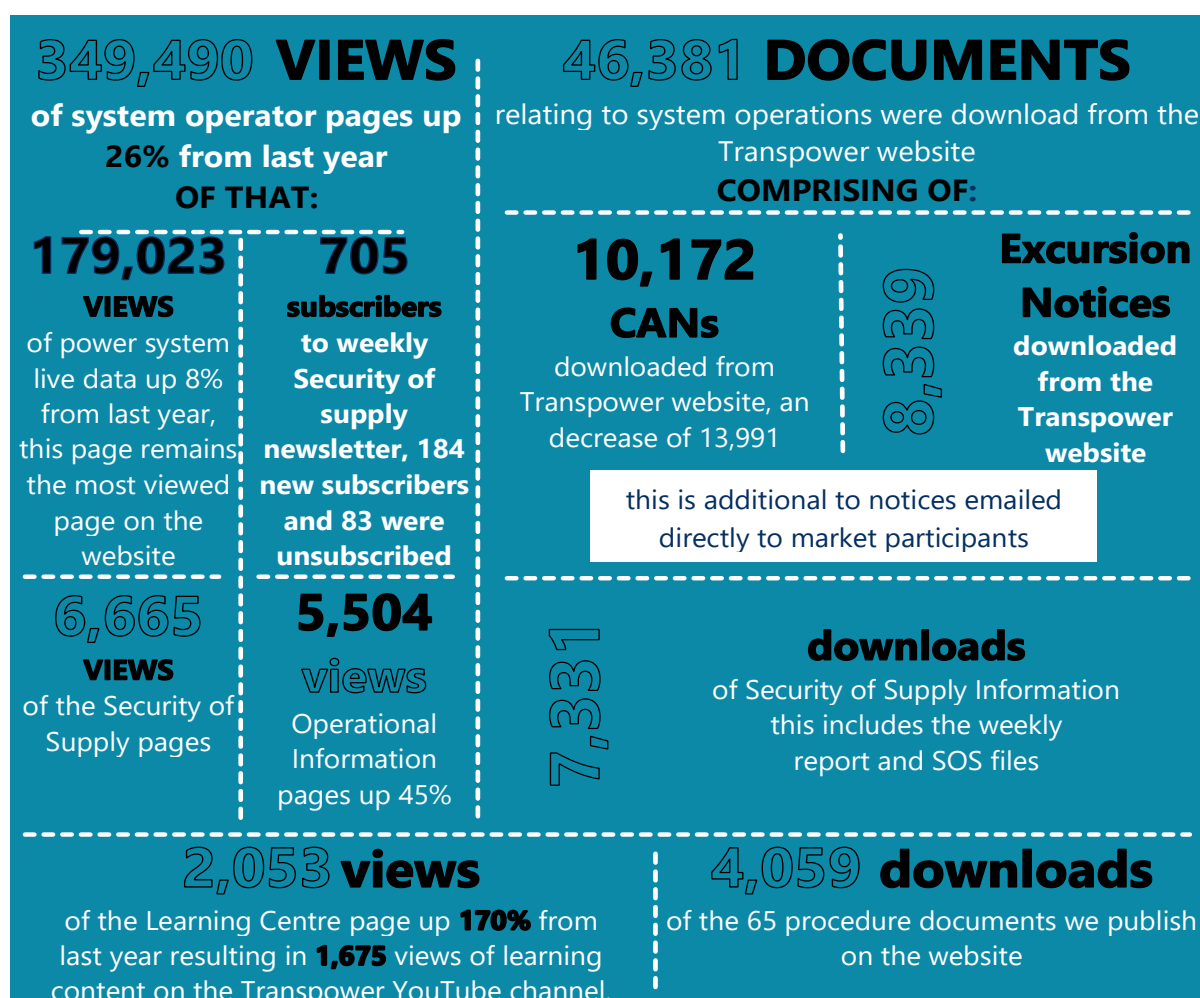 349,490 VIEWS
of system operator pages up
26% from last year
OF THAT:
179,023
VIEWS
of power system
live data up 8%
from last year,
this page remains
the most viewed
page on the
website
705
subscribers
to weekly
Security of
supply
newsletter, 184
new subscribers
and 83 were
unsubscribed
6,665
VIEWS
of the Security of
Supply pages
5,504
views
Operational
Information
pages up 45%
46,381 DOCUMENTS
relating to system operations were download from the
Transpower website
COMPRISING OF:
10,172
CANs
downloaded from
Transpower website, an
decrease of 13,991
8,339
Excursion
Notices
downloaded
from the
Transpower
website
this is additional to notices emailed
directly to market participants
7,331
downloads
of Security of Supply Information
this includes the weekly
report and SOS files
2,053 views
of the Learning Centre page up 170% from
last year resulting in 1,675 views of learning
content on the Transpower YouTube channel.
4,059 downloads
of the 65 procedure documents we publish
on the website